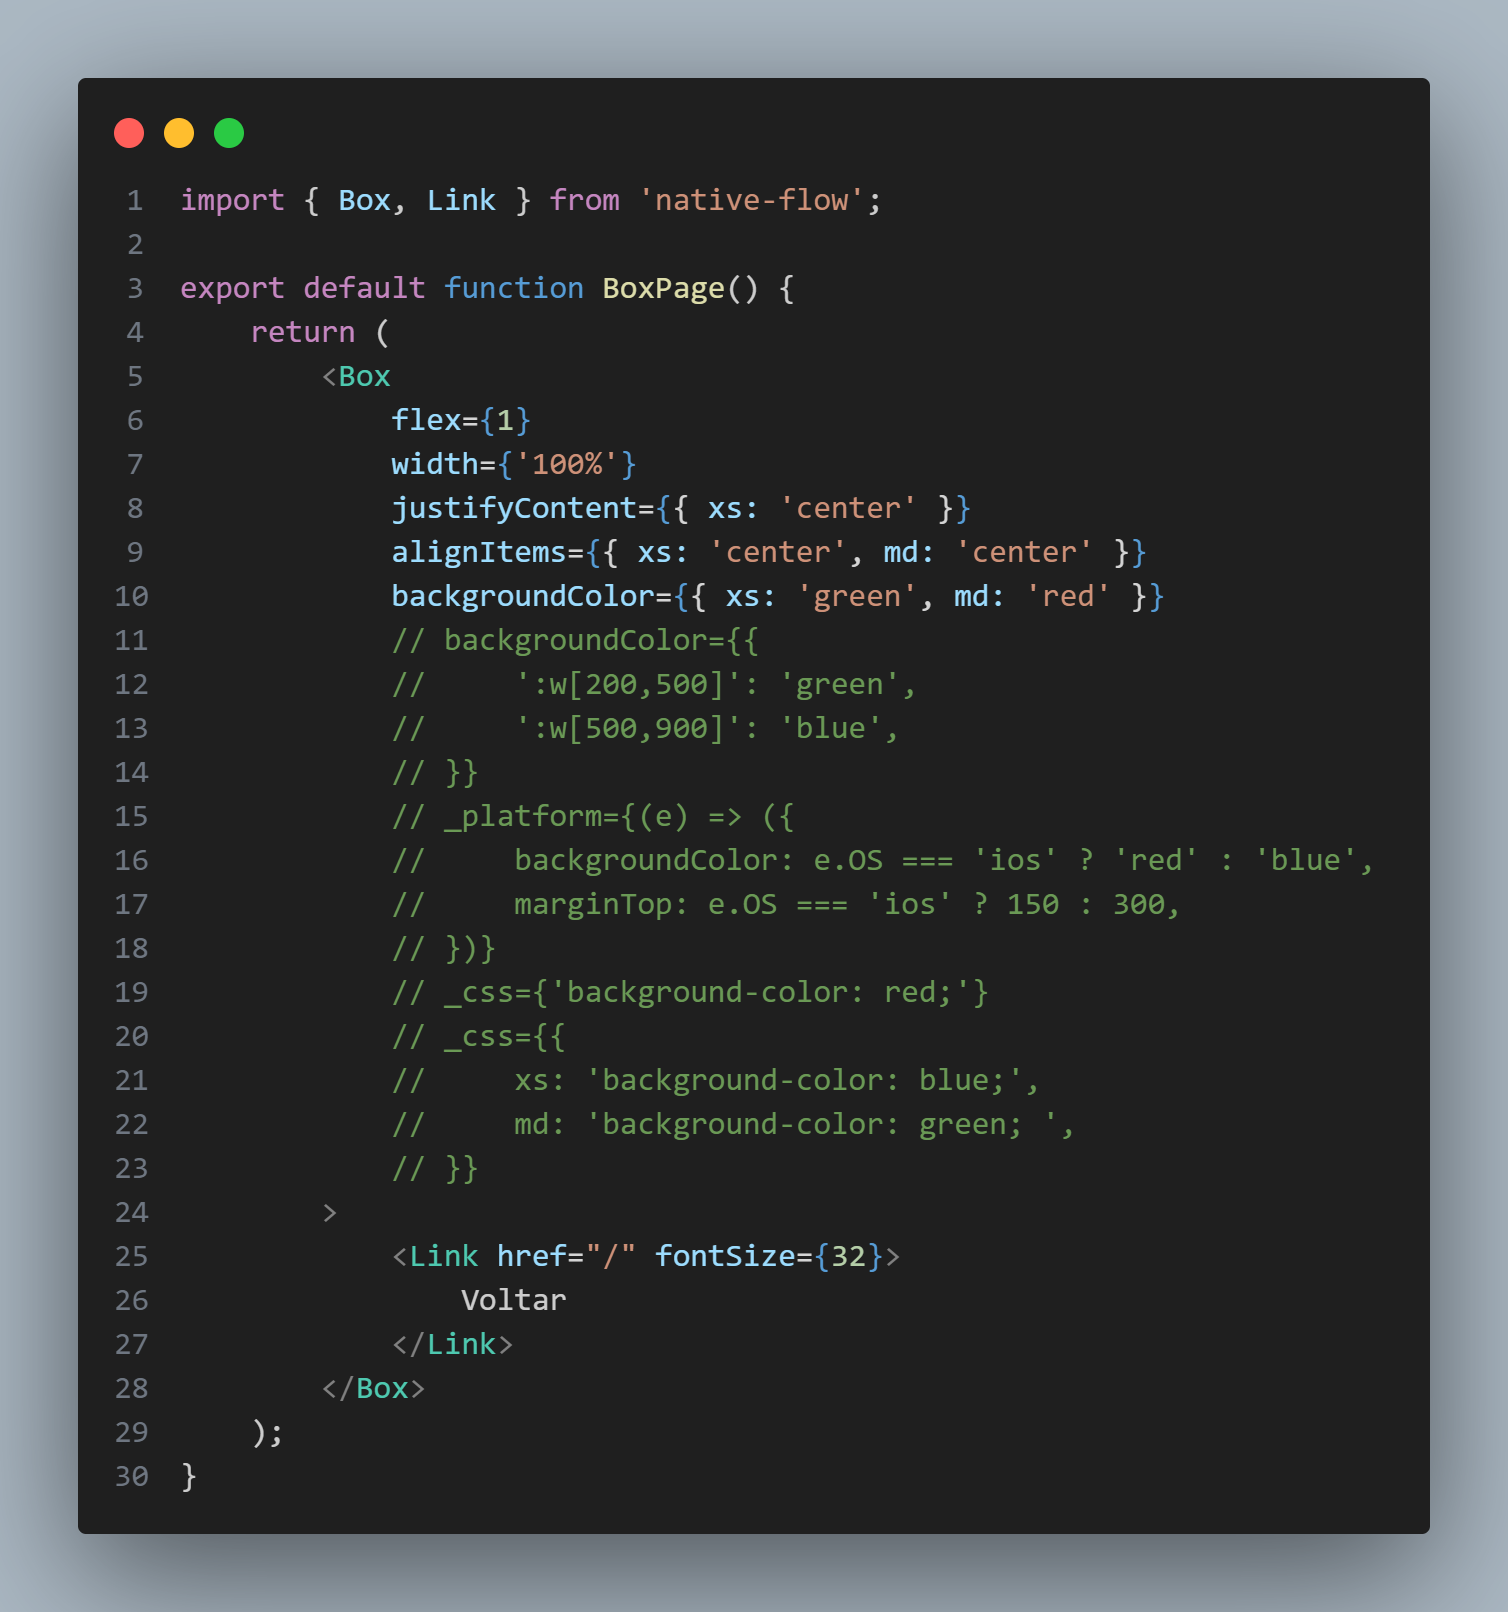 1 import { Box, Link } from 'native-flow';
2
3 export default function BoxPage() {
4     return (
5         <Box
6             flex={1}
7             width={'100%'}
8             justifyContent={{ xs: 'center' }}
9             alignItems={{ xs: 'center', md: 'center' }}
10             backgroundColor={{ xs: 'green', md: 'red' }}
11             // backgroundColor={{
12             //     ':w[200,500]': 'green',
13             //     ':w[500,900]': 'blue',
14             // }}
15             // _platform={(e) => ({
16             //     backgroundColor: e.OS === 'ios' ? 'red' : 'blue',
17             //     marginTop: e.OS === 'ios' ? 150 : 300,
18             // })}
19             // _css={'background-color: red;'}
20             // _css={{
21             //     xs: 'background-color: blue;',
22             //     md: 'background-color: green; ',
23             // }}
24         >
25             <Link href="/" fontSize={32}>
26                 Voltar
27             </Link>
28         </Box>
29     );
30 }